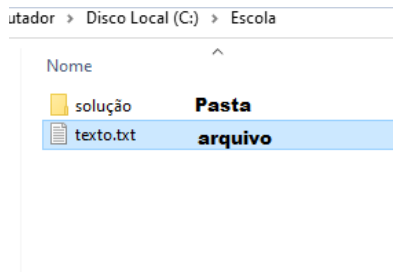 utador > Disco Local (C:) > Escola
Nome
solução Pasta
texto.txt arquivo